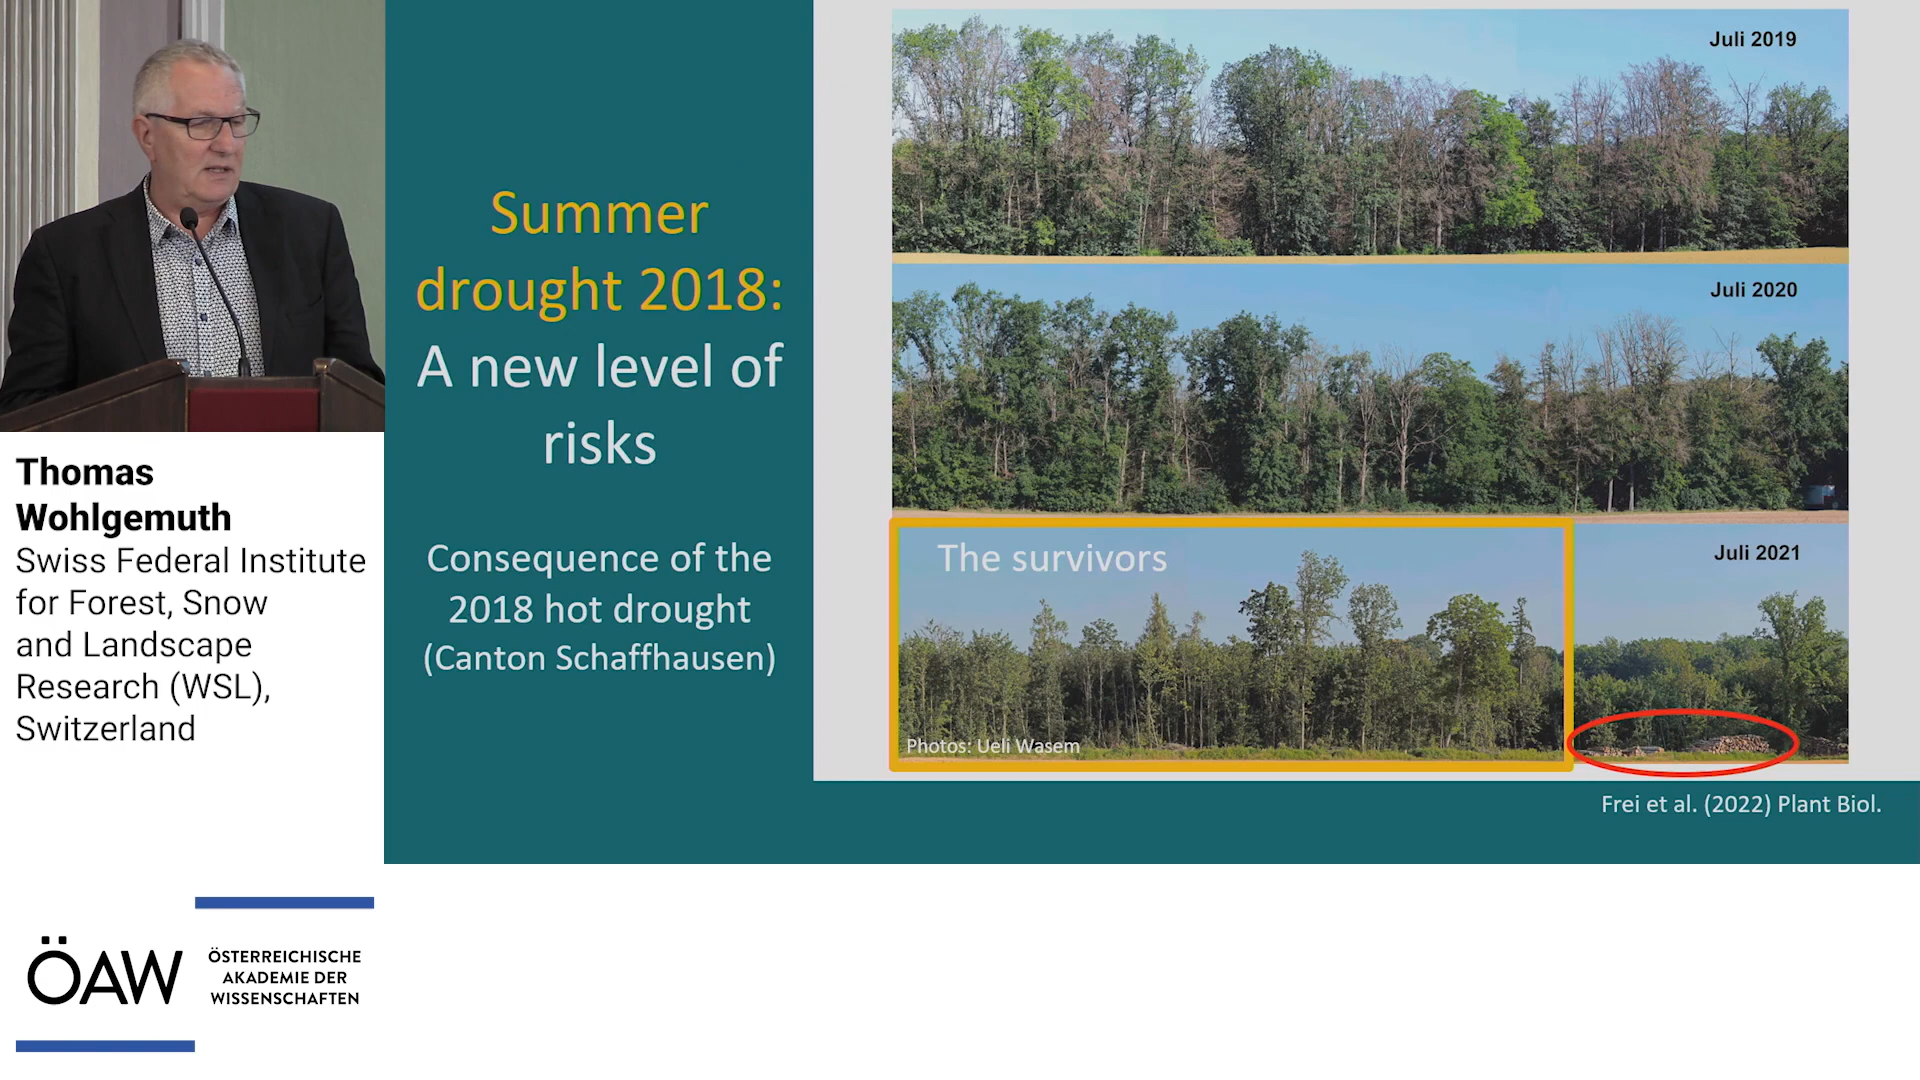 Thomas
Wohlgemuth
Swiss Federal Institute
for Forest, Snow
and Landscape
Research (WSL),
Switzerland
ÖAW
ÖSTERREICHISCHE
AKADEMIE DER
WISSENSCHAFTEN
Summer
drought 2018:
A new level of
risks
Consequence of the
2018 hot drought
(Canton Schaffhausen)
Juli 2019
Juli 2020
The survivors
Juli 2021
Photos: Ueli Wasem
Frei et al. (2022) Plant Biol.